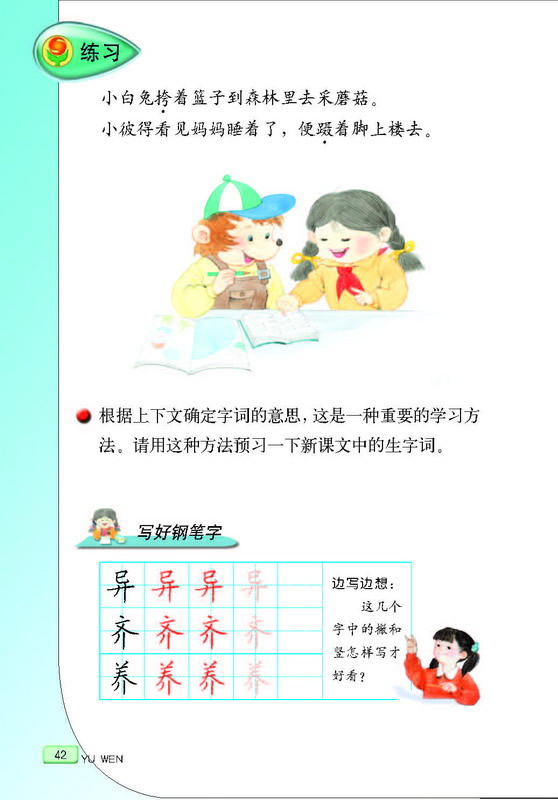 练习
小白兔挎着篮子到森林里去采蘑菇。
小彼得看见妈妈睡着了，便蹑着脚上楼去。
根据上下文确定字词的意思，这是一种重要的学习方
法。请用这种方法预习一下新课文中的生字词。
写好钢笔字
异 异 异 异
齐 齐 齐 齐
养 养 养 养
边写边想：
这几个
字中的撇和
竖怎样写才
好看？
42
YU WEN